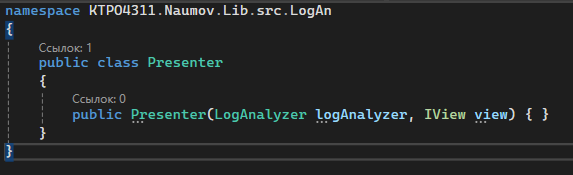 namespace KTPO4311.Naumov.Lib.src.LogAn
{
Ссылок: 1
public class Presenter
{
Ссылок: 0
public Presenter(LogAnalyzer logAnalyzer, IView view) { }
}
}